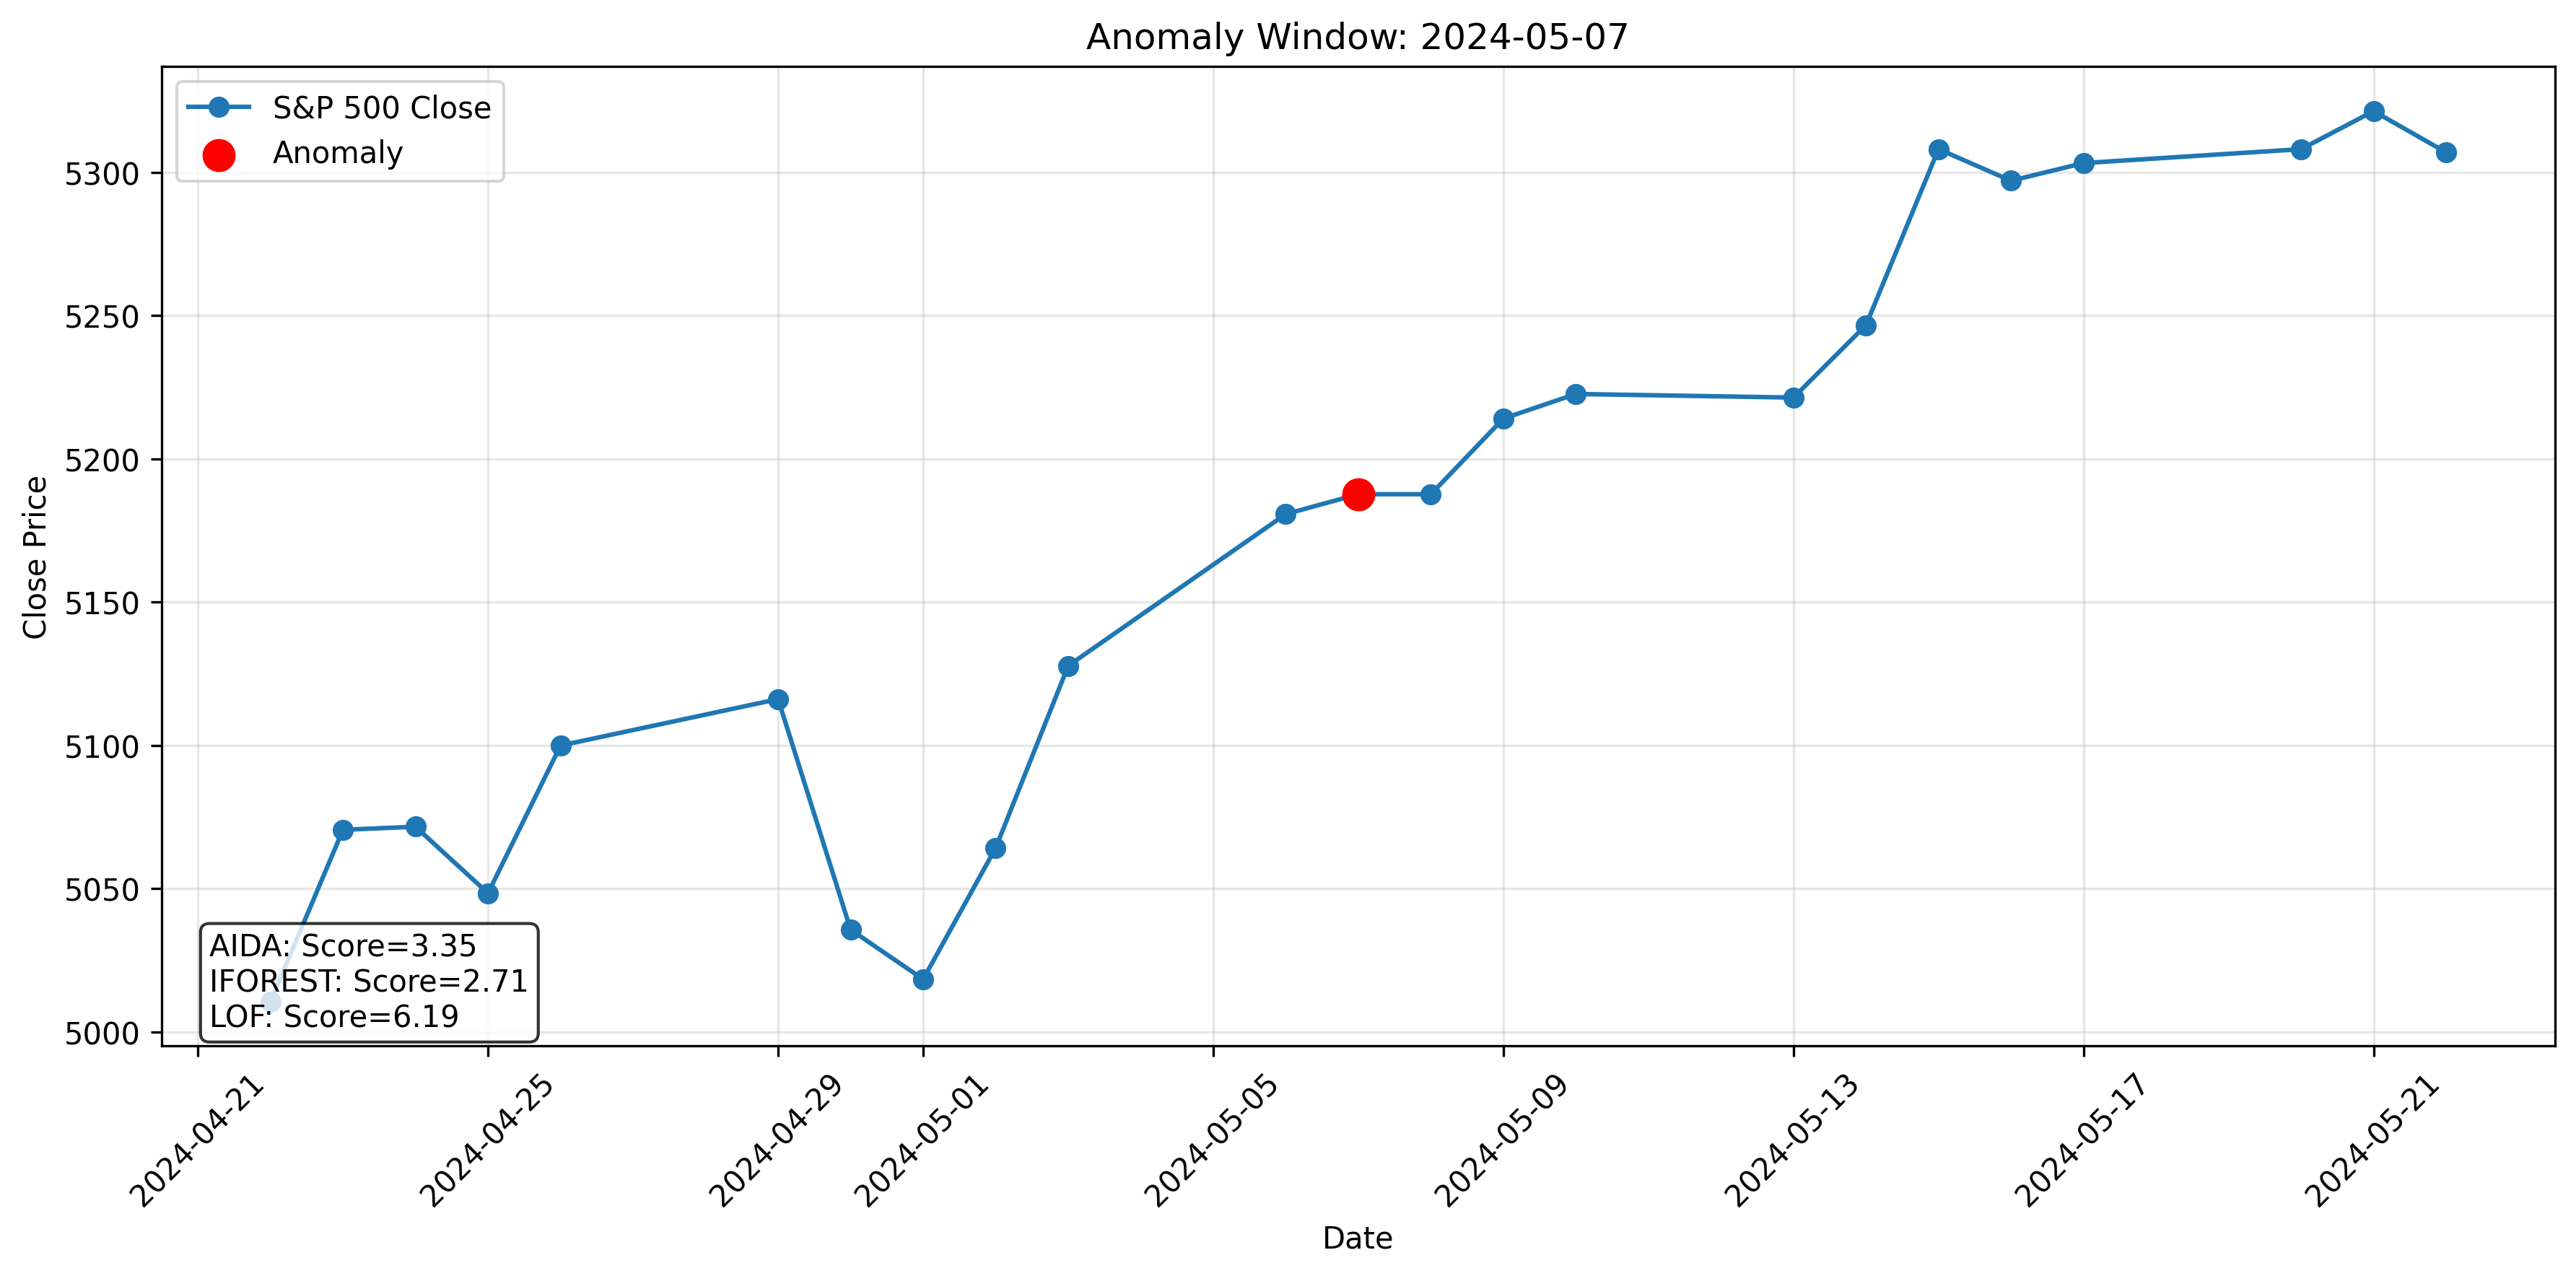 Anomaly Window: 2024-05-07
S&P 500 Close
Anomaly
Close Price
5300
5250
5200
5150
5100
5050
5000
AIDA: Score=3.35
IFOREST: Score=2.71
LOF: Score=6.19
2024-04-21
2024-04-25
2024-04-29
2024-05-01
2024-05-05
2024-05-09
2024-05-13
2024-05-17
2024-05-21
Date